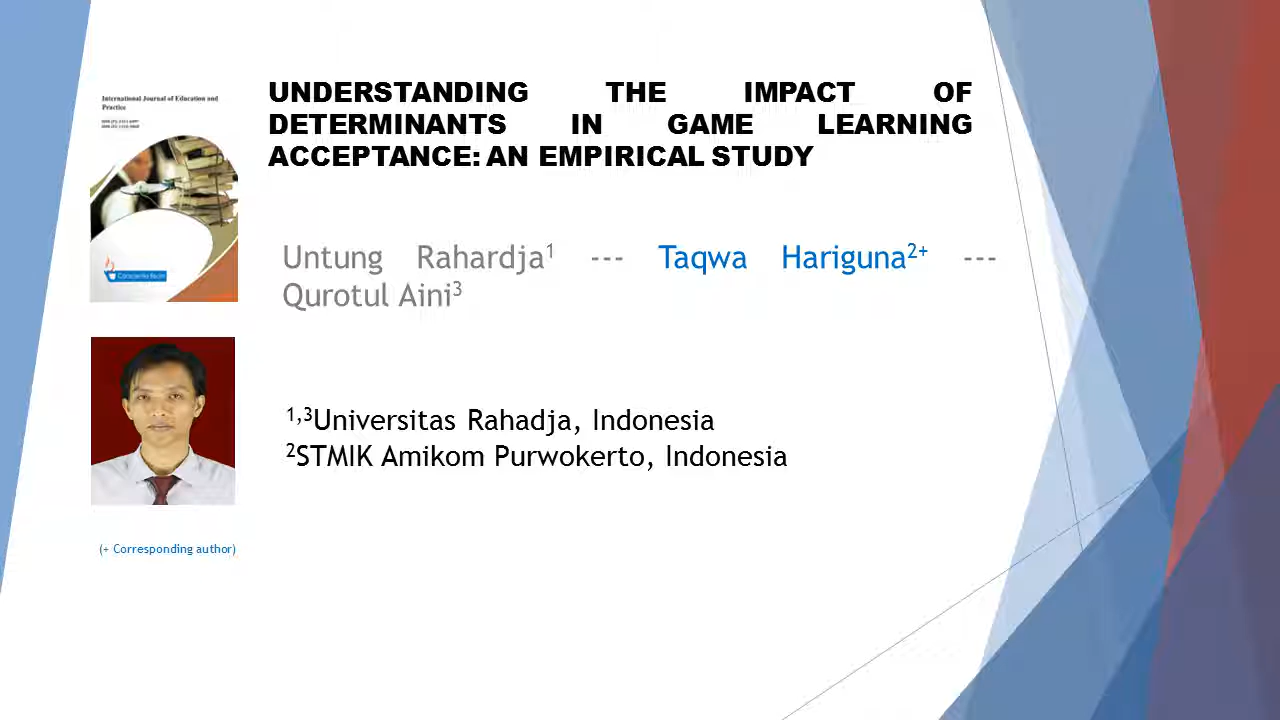 International Journal of Education and
Practice
UNDERSTANDING THE IMPACT OF
DETERMINANTS IN GAME LEARNING
ACCEPTANCE: AN EMPIRICAL STUDY
Untung Rahardja¹ --- Taqwa Hariguna²⁺ ---
Qurotul Aini³
¹,³Universitas Rahadja, Indonesia
²STMIK Amikom Purwokerto, Indonesia
(+ Corresponding author)